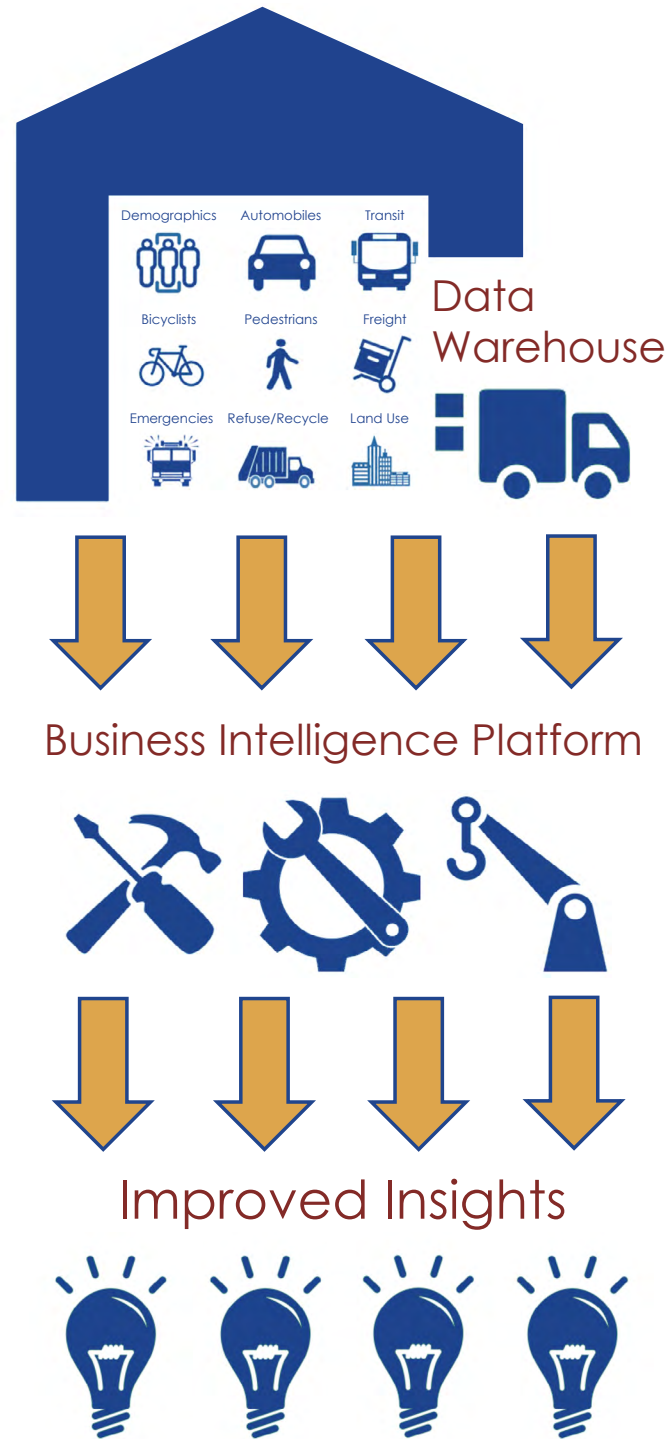 Demographics Automobiles Transit
Bicyclists Pedestrians Freight
Emergencies Refuse/Recycle Land Use
Data
Warehouse
Business Intelligence Platform
Improved Insights